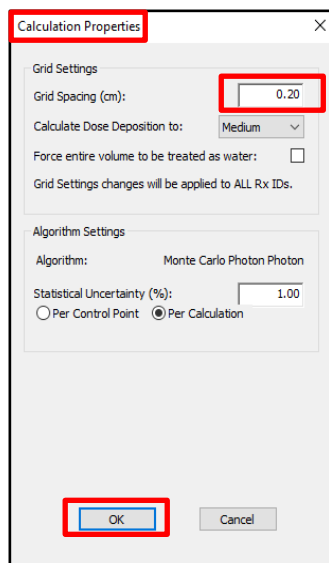 Calculation Properties
Grid Settings
Grid Spacing (cm): 0.20
Calculate Dose Deposition to: Medium
Force entire volume to be treated as water:
Grid Settings changes will be applied to ALL Rx IDs.
Algorithm Settings
Algorithm: Monte Carlo Photon Photon
Statistical Uncertainty (%): 1.00
Per Control Point Per Calculation
OK Cancel